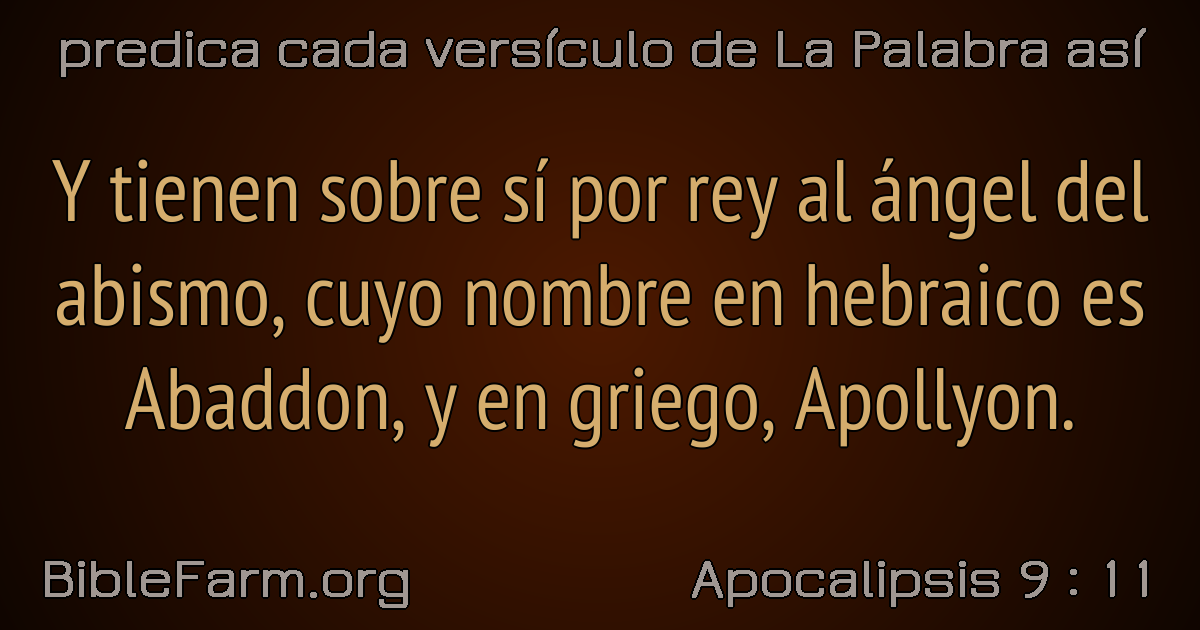 predica cada versículo de La Palabra así
Y tienen sobre sí por rey al ángel del
abismo, cuyo nombre en hebraico es
Abaddon, y en griego, Apollyon.
BibleFarm.org
Apocalipsis 9 : 11